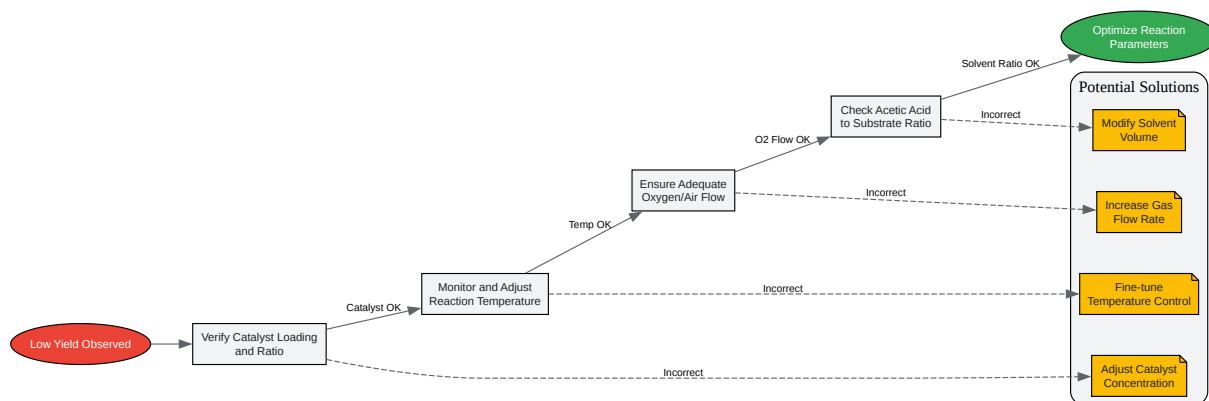 Optimize Reaction
Parameters
Solvent Ratio OK
Potential Solutions
Check Acetic Acid
to Substrate Ratio
Incorrect
Modify Solvent
Volume
O2 Flow OK
Ensure Adequate
Oxygen/Air Flow
Incorrect
Increase Gas
Flow Rate
Temp OK
Monitor and Adjust
Reaction Temperature
Incorrect
Fine-tune
Temperature Control
Catalyst OK
Low Yield Observed
Verify Catalyst Loading
and Ratio
Incorrect
Adjust Catalyst
Concentration